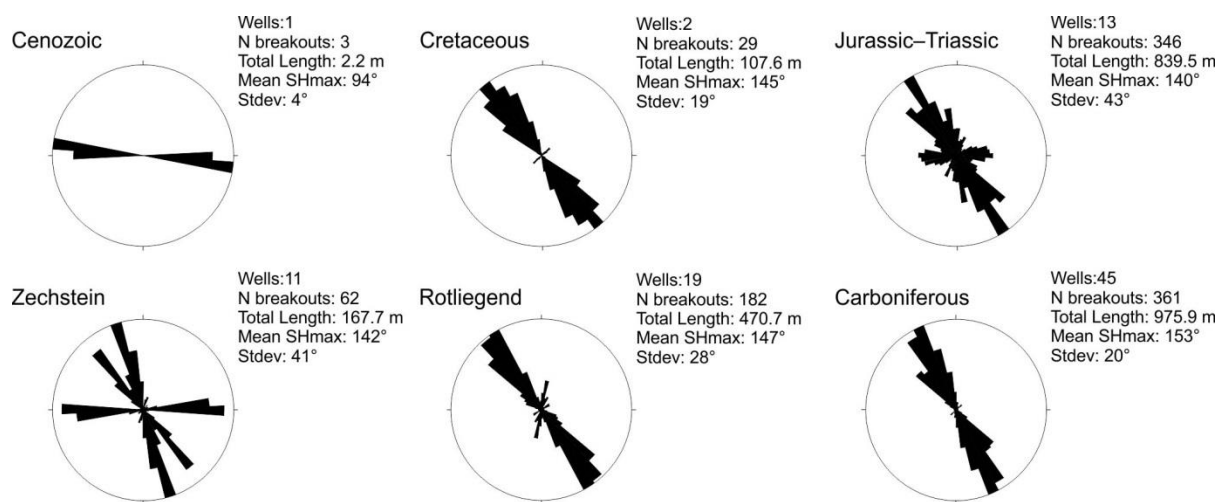 Cenozoic
Wells:1
N breakouts: 3
Total Length: 2.2 m
Mean SHmax: 94°
Stdev: 4°
Cretaceous
Wells:2
N breakouts: 29
Total Length: 107.6 m
Mean SHmax: 145°
Stdev: 19°
Jurassic–Triassic
Wells:13
N breakouts: 346
Total Length: 839.5 m
Mean SHmax: 140°
Stdev: 43°
Zechstein
Wells:11
N breakouts: 62
Total Length: 167.7 m
Mean SHmax: 142°
Stdev: 41°
Rotliegend
Wells:19
N breakouts: 182
Total Length: 470.7 m
Mean SHmax: 147°
Stdev: 28°
Carboniferous
Wells:45
N breakouts: 361
Total Length: 975.9 m
Mean SHmax: 153°
Stdev: 20°